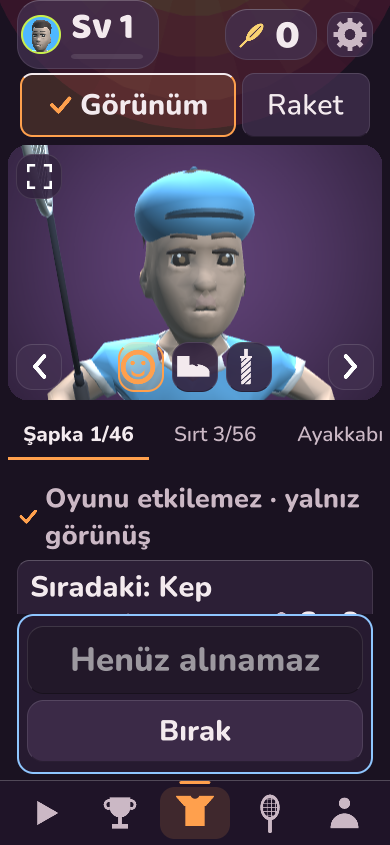 Sv 1
0
Görünüm
Raket
Şapka 1/46
Sırt 3/56
Ayakkabı
Oyunu etkilemez · yalnız
görünüş
Sıradaki: Kep
Henüz alınamaz
Bırak